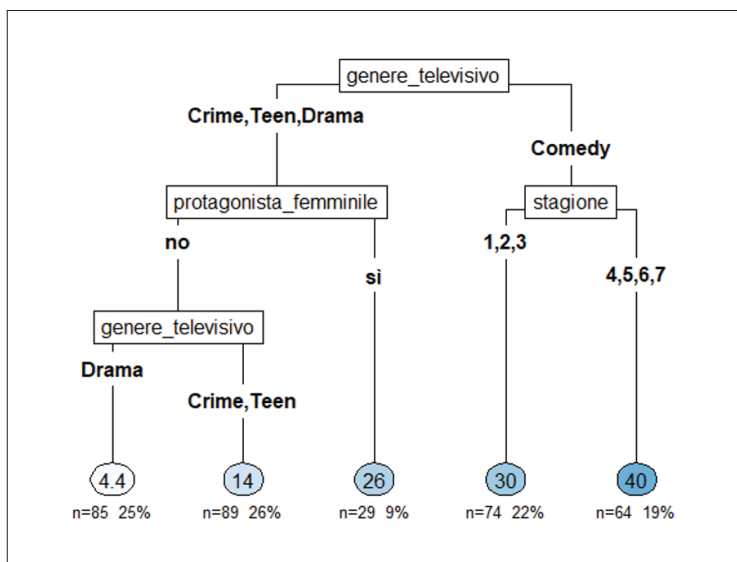 genere_televisivo
Crime,Teen,Drama
Comedy
protagonista_femminile
stagione
no
sì
1,2,3
4,5,6,7
genere_televisivo
Drama
Crime,Teen
4.4
14
26
30
40
n=85 25%
n=89 26%
n=29 9%
n=74 22%
n=64 19%